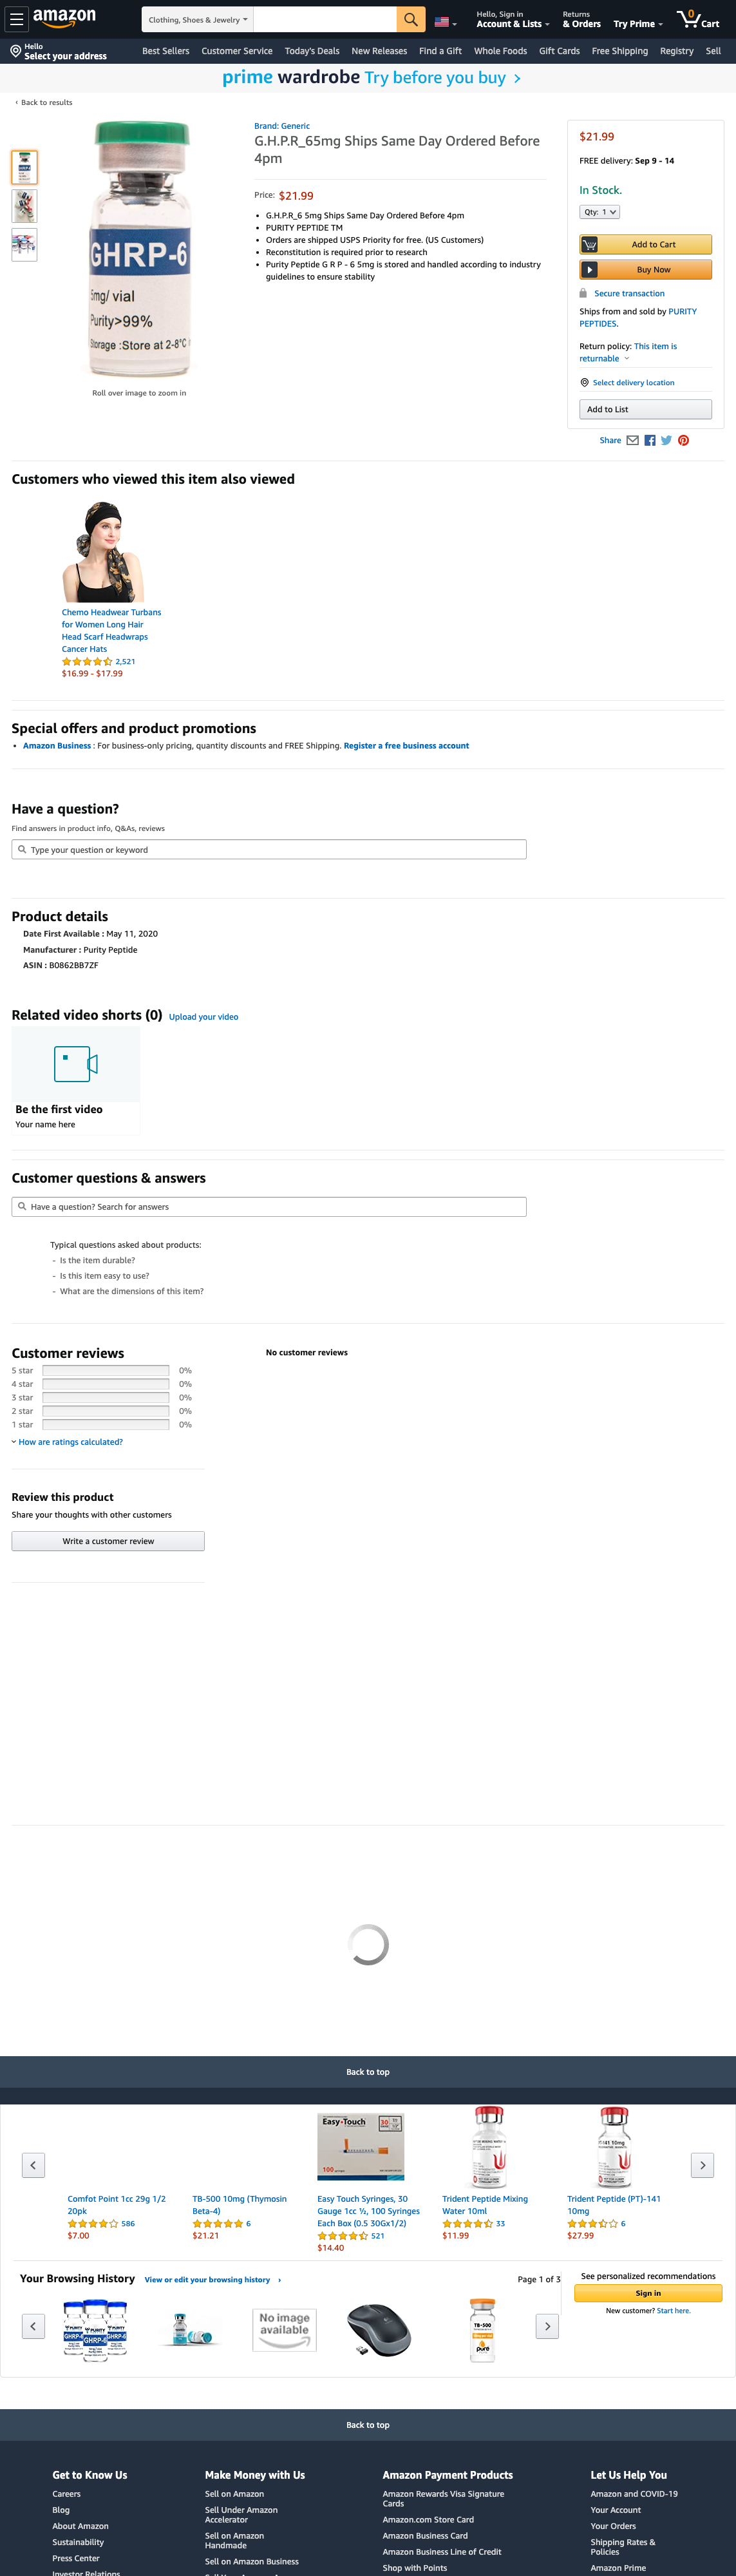 amazon
Clothing, Shoes & Jewelry
Hello, Sign in
Account & Lists
Returns
& Orders
Try Prime
0
Cart
Hello
Select your address
Best Sellers Customer Service Today's Deals New Releases Find a Gift Whole Foods Gift Cards Free Shipping Registry Sell
prime wardrobe Try before you buy ›
‹ Back to results
GHRP-6
5mg/ vial
Purity>99%
Storage :Store at 2-8°C
Roll over image to zoom in
Brand: Generic
G.H.P.R_65mg Ships Same Day Ordered Before
4pm
Price: $21.99
• G.H.P.R_6 5mg Ships Same Day Ordered Before 4pm
• PURITY PEPTIDE TM
• Orders are shipped USPS Priority for free. (US Customers)
• Reconstitution is required prior to research
• Purity Peptide G R P - 6 5mg is stored and handled according to industry
guidelines to ensure stability
$21.99
FREE delivery: Sep 9 - 14
In Stock.
Qty: 1
Add to Cart
Buy Now
Secure transaction
Ships from and sold by PURITY
PEPTIDES.
Return policy: This item is
returnable
Select delivery location
Add to List
Share
Customers who viewed this item also viewed
Chemo Headwear Turbans
for Women Long Hair
Head Scarf Headwraps
Cancer Hats
2,521
$16.99 - $17.99
Special offers and product promotions
• Amazon Business : For business-only pricing, quantity discounts and FREE Shipping. Register a free business account
Have a question?
Find answers in product info, Q&As, reviews
Type your question or keyword
Product details
Date First Available : May 11, 2020
Manufacturer : Purity Peptide
ASIN : B0862BB7ZF
Related video shorts (0) Upload your video
Be the first video
Your name here
Customer questions & answers
Have a question? Search for answers
Typical questions asked about products:
- Is the item durable?
- Is this item easy to use?
- What are the dimensions of this item?
Customer reviews
5 star 0%
4 star 0%
3 star 0%
2 star 0%
1 star 0%
How are ratings calculated?
No customer reviews
Review this product
Share your thoughts with other customers
Write a customer review
Back to top
Comfot Point 1cc 29g 1/2
20pk
586
$7.00
TB-500 10mg (Thymosin
Beta-4)
6
$21.21
Easy-Touch
30
100
Easy Touch Syringes, 30
Gauge 1cc ½, 100 Syringes
Each Box (0.5 30Gx1/2)
521
$14.40
Trident Peptide Mixing
Water 10ml
33
$11.99
141 10mg
Trident Peptide (PT)-141
10mg
6
$27.99
Your Browsing History View or edit your browsing history ›
Page 1 of 3
PURITY
GHRP-6
No image
available
TB-500
pure
See personalized recommendations
Sign in
New customer? Start here.
Back to top
Get to Know Us
Careers
Blog
About Amazon
Sustainability
Press Center
Investor Relations
Make Money with Us
Sell on Amazon
Sell Under Amazon
Accelerator
Sell on Amazon
Handmade
Sell on Amazon Business
Amazon Payment Products
Amazon Rewards Visa Signature
Cards
Amazon.com Store Card
Amazon Business Card
Amazon Business Line of Credit
Shop with Points
Let Us Help You
Amazon and COVID-19
Your Account
Your Orders
Shipping Rates &
Policies
Amazon Prime